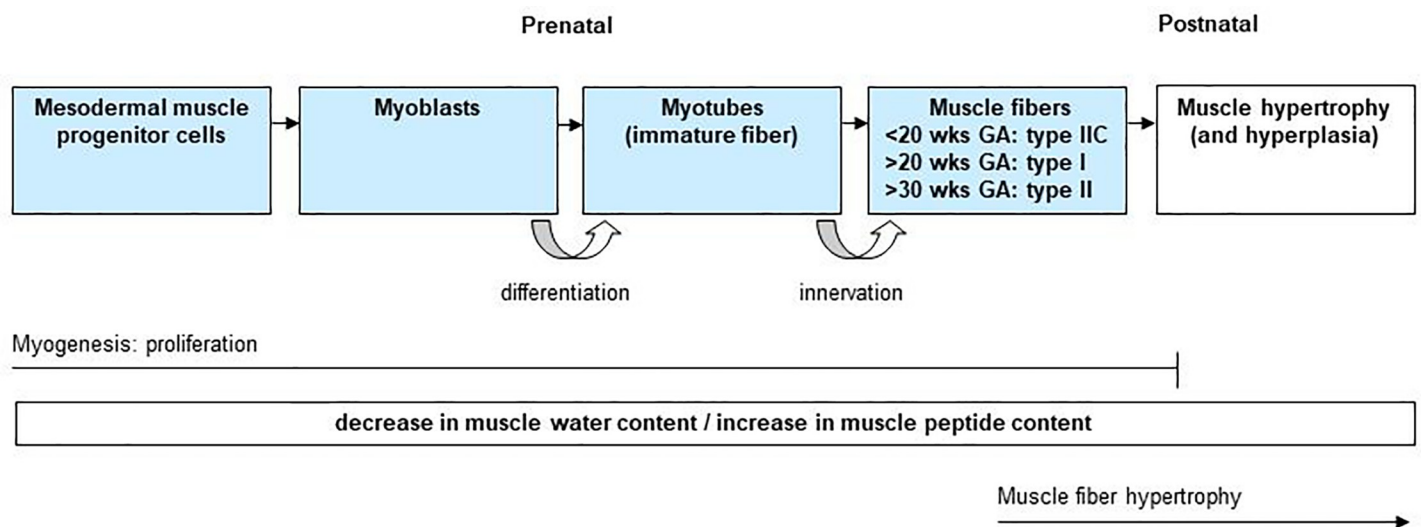 Prenatal
Postnatal
Mesodermal muscle
progenitor cells
Myoblasts
Myotubes
(immature fiber)
Muscle fibers
<20 wks GA: type IIC
>20 wks GA: type I
>30 wks GA: type II
Muscle hypertrophy
(and hyperplasia)
differentiation
innervation
Myogenesis: proliferation
decrease in muscle water content / increase in muscle peptide content
Muscle fiber hypertrophy